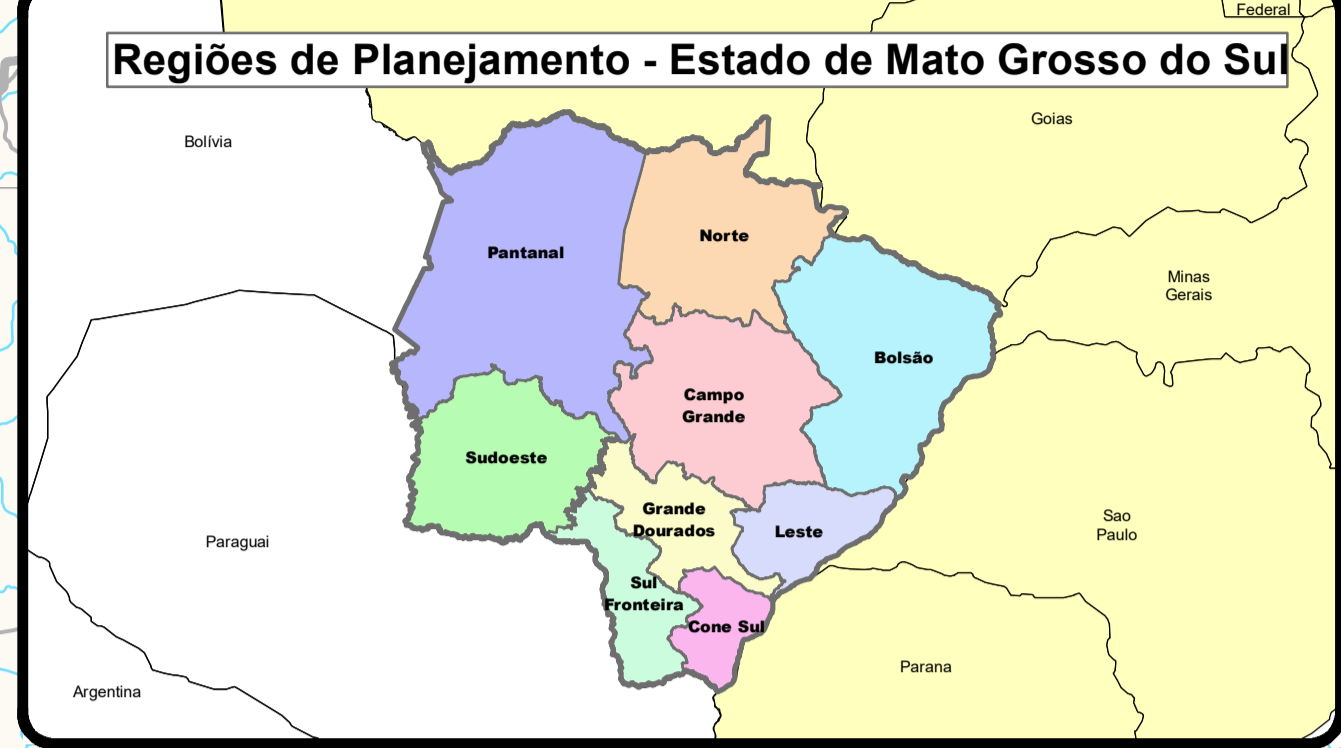 Federal
Regiões de Planejamento - Estado de Mato Grosso do Sul
Goias
Bolívia
Norte
Pantanal
Minas
Gerais
Bolsão
Campo
Grande
Sudoeste
Grande
Dourados
Leste
Sao
Paulo
Paraguai
Sul
Fronteira
Cone Sul
Parana
Argentina